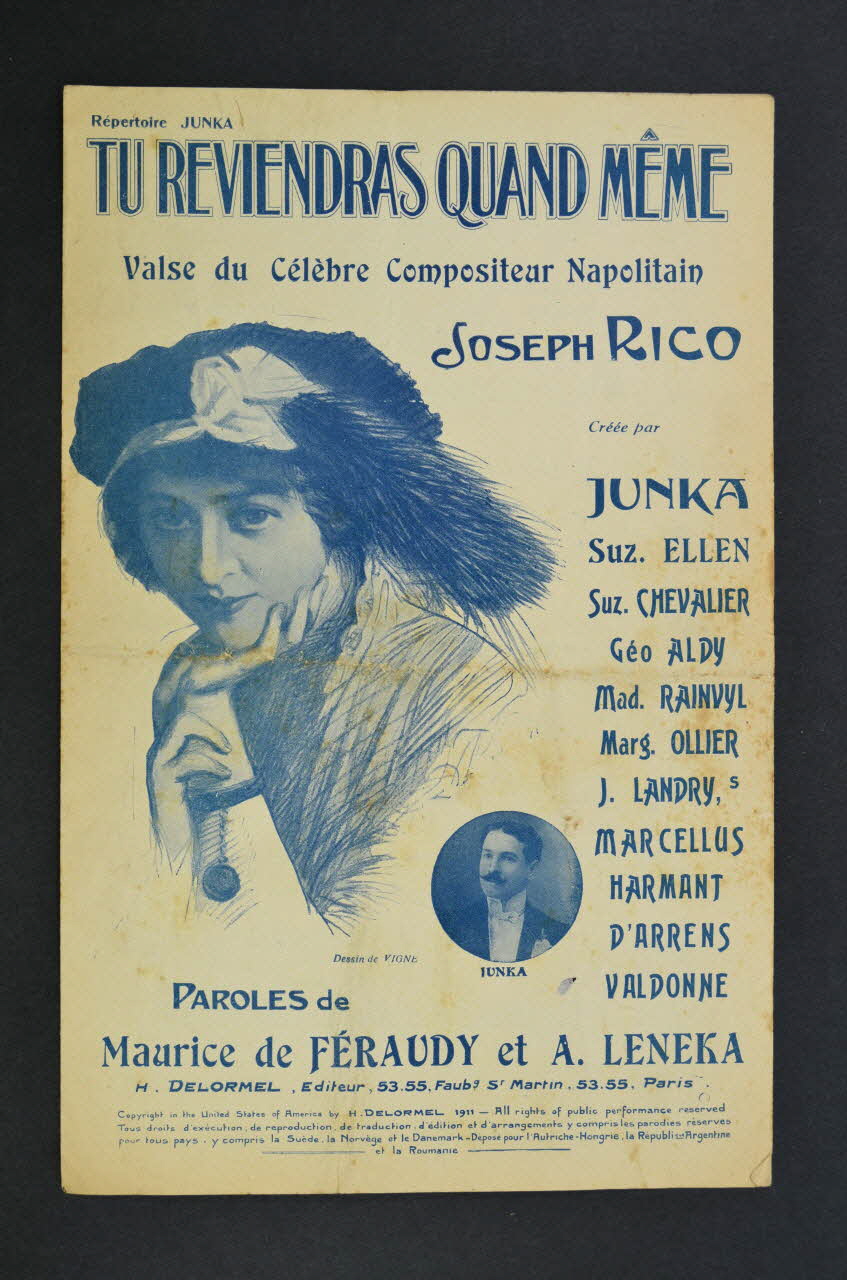 Répertoire JUNKA
TU REVIENDRAS QUAND MÊME
Valse du Célèbre Compositeur Napolitain
JOSEPH RICO
Créée par
JUNKA
Suz. ELLEN
Suz. CHEVALIER
Géo ALDY
Mad. RAINVYL
Marg. OLLIER
J. LANDRY, s
MARCELLUS
HARMANT
D'ARRENS
VALDONNE
Dessin de VIGNE
JUNKA
PAROLES de
Maurice de FÉRAUDY et A. LENEKA
H. DELORMEL, Editeur, 53.55, Faubg St Martin, 53.55, Paris.
Copyright in the United States of America by H. DELORMEL 1911 — All rights of public performance reserved
Tous droits d'exécution, de reproduction, de traduction, d'édition et d'arrangements y compris les parodies réservés
pour tous pays, y compris la Suède, la Norvège et le Danemark - Déposé pour l'Autriche-Hongrie, la Argentine
et la Roumanie